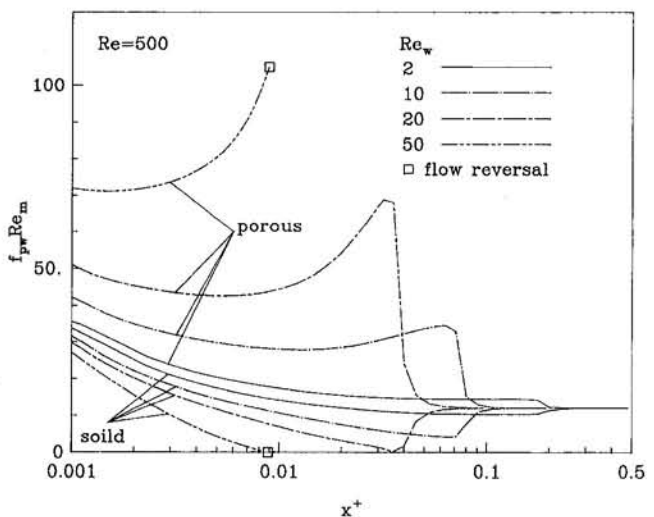 Re=500
Re_w
2
10
20
50
flow reversal
100
50.
0
f_pw Re_m
porous
soild
0.001
0.01
0.1
0.5
x^+